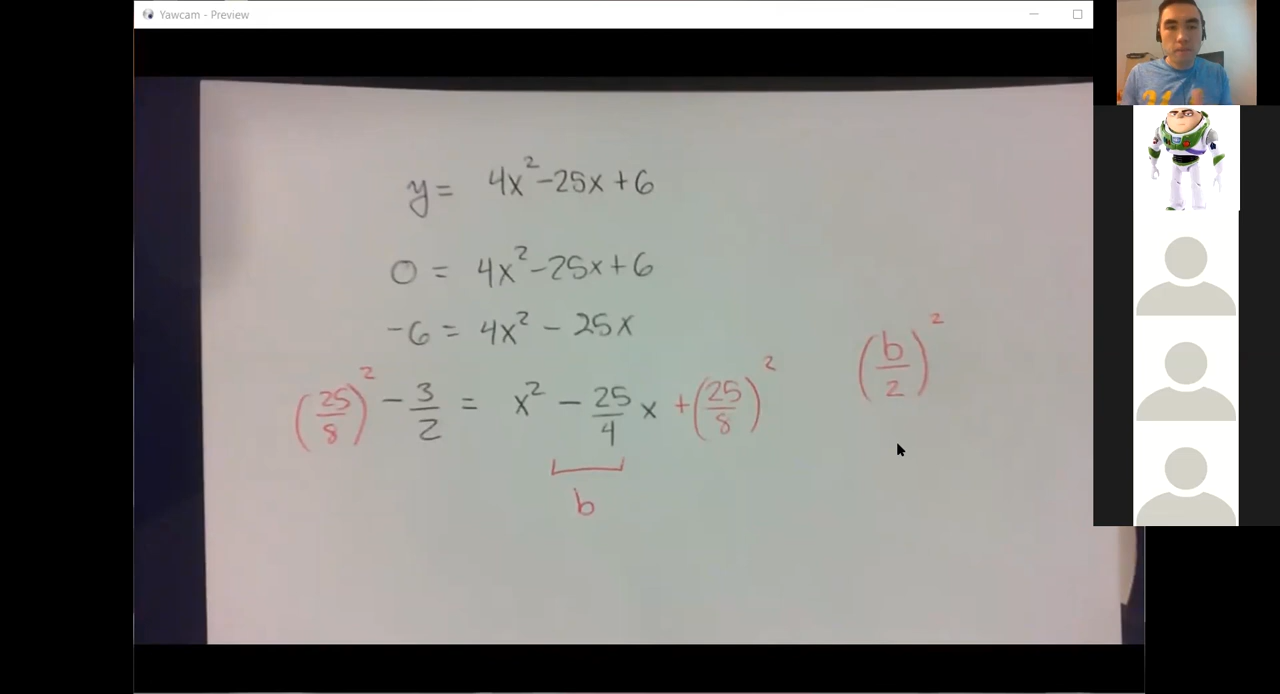 Yawcam - Preview
y = 4x² - 25x + 6
0 = 4x² - 25x + 6
-6 = 4x² - 25x
(25/8)² - 3/2 = x² - 25/4 x + (25/8)²
(b/2)²
b